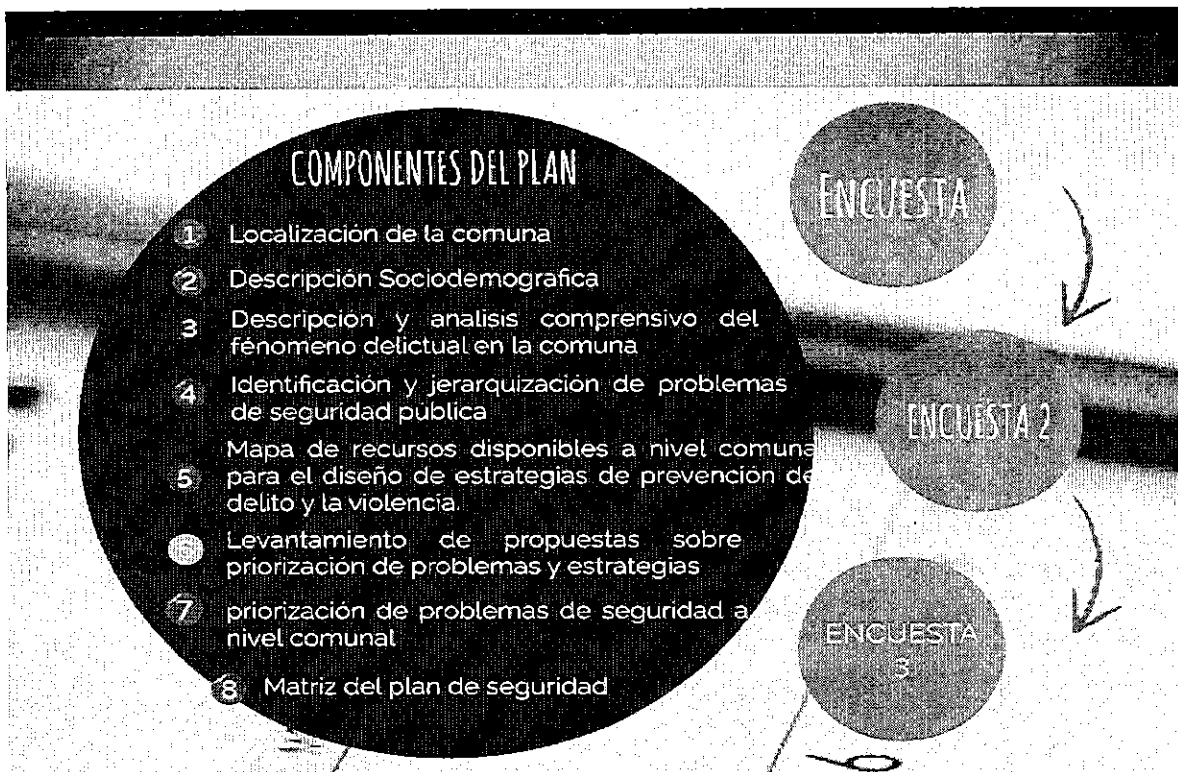 COMPONENTES DEL PLAN
1 Localización de la comuna
2 Descripción Sociodemografica
3 Descripción y analisis comprensivo del
fénomeno delictual en la comuna
4 Identificación y jerarquización de problemas
de seguridad publica
5 Mapa de recursos disponibles a nivel comuna
para el diseño de estrategias de prevención de
delito y la violencia.
6 Levantamiento de propuestas sobre
priorización de problemas y estrategias
7 priorización de problemas de seguridad a
nivel comunal
8 Matriz del plan de seguridad
ENCUESTA
ENCUESTA 2
ENCUESTA
3